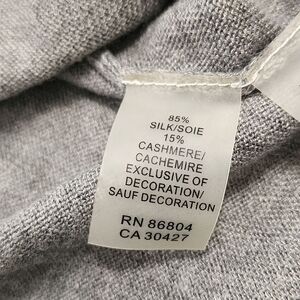 85%
SILK/SOIE
15%
CASHMERE/
CACHEMIRE
EXCLUSIVE OF
DECORATION/
SAUF DECORATION
RN 86804
CA 30427